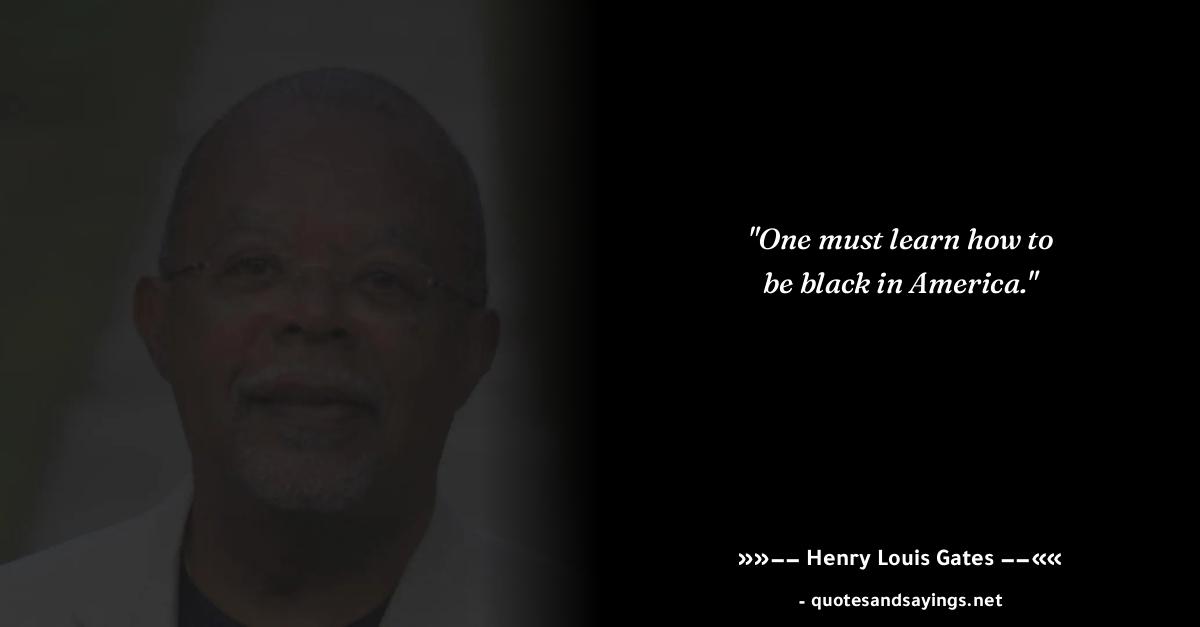 "One must learn how to
be black in America."
»»−− Henry Louis Gates −−««
- quotesandsayings.net